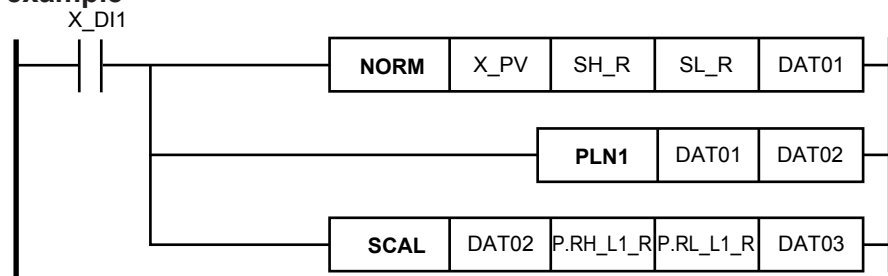 example
X_DI1
NORM X_PV SH_R SL_R DAT01
PLN1 DAT01 DAT02
SCAL DAT02 P.RH_L1_R P.RL_L1_R DAT03